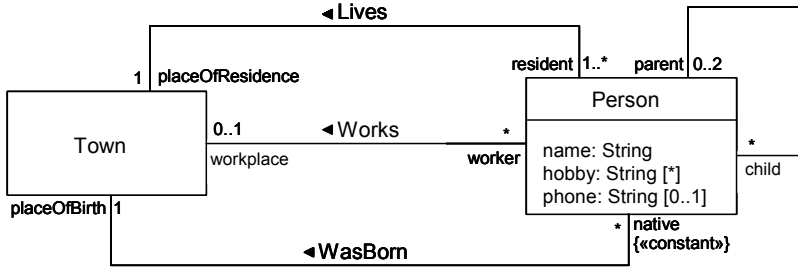 ◄Lives
1 placeOfResidence
resident 1..*
parent 0..2
Town
0..1
workplace
◄Works
*
worker
Person
name: String
hobby: String [*]
phone: String [0..1]
*
child
placeOfBirth 1
* native
{«constant»}
◄WasBorn